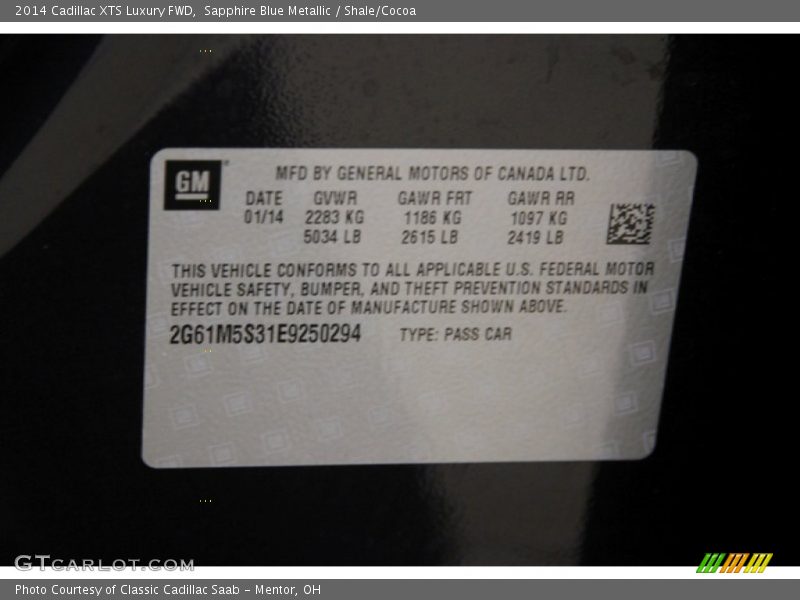 2014 Cadillac XTS Luxury FWD,  Sapphire Blue Metallic / Shale/Cocoa
GM
MFD BY GENERAL MOTORS OF CANADA LTD.
DATE GVWR GAWR FRT GAWR RR
01/14 2283 KG 1186 KG 1097 KG
5034 LB 2615 LB 2419 LB
THIS VEHICLE CONFORMS TO ALL APPLICABLE U.S. FEDERAL MOTOR
VEHICLE SAFETY, BUMPER, AND THEFT PREVENTION STANDARDS IN
EFFECT ON THE DATE OF MANUFACTURE SHOWN ABOVE.
2G61M5S31E9250294 TYPE: PASS CAR
GTCARLOT.COM
Photo Courtesy of Classic Cadillac Saab – Mentor, OH